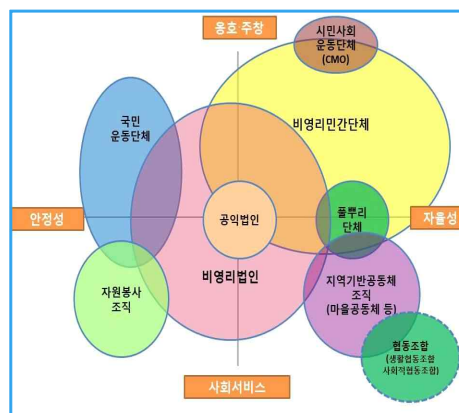 옹호 주창
시민사회
운동단체
(CMO)
국민
운동단체
비영리민간단체
안정성
공익법인
풀뿌리
단체
자율성
비영리법인
자원봉사
조직
지역기반공동체
조직
(마을공동체 등)
협동조합
(생활협동조합
사회적협동조합)
사회서비스